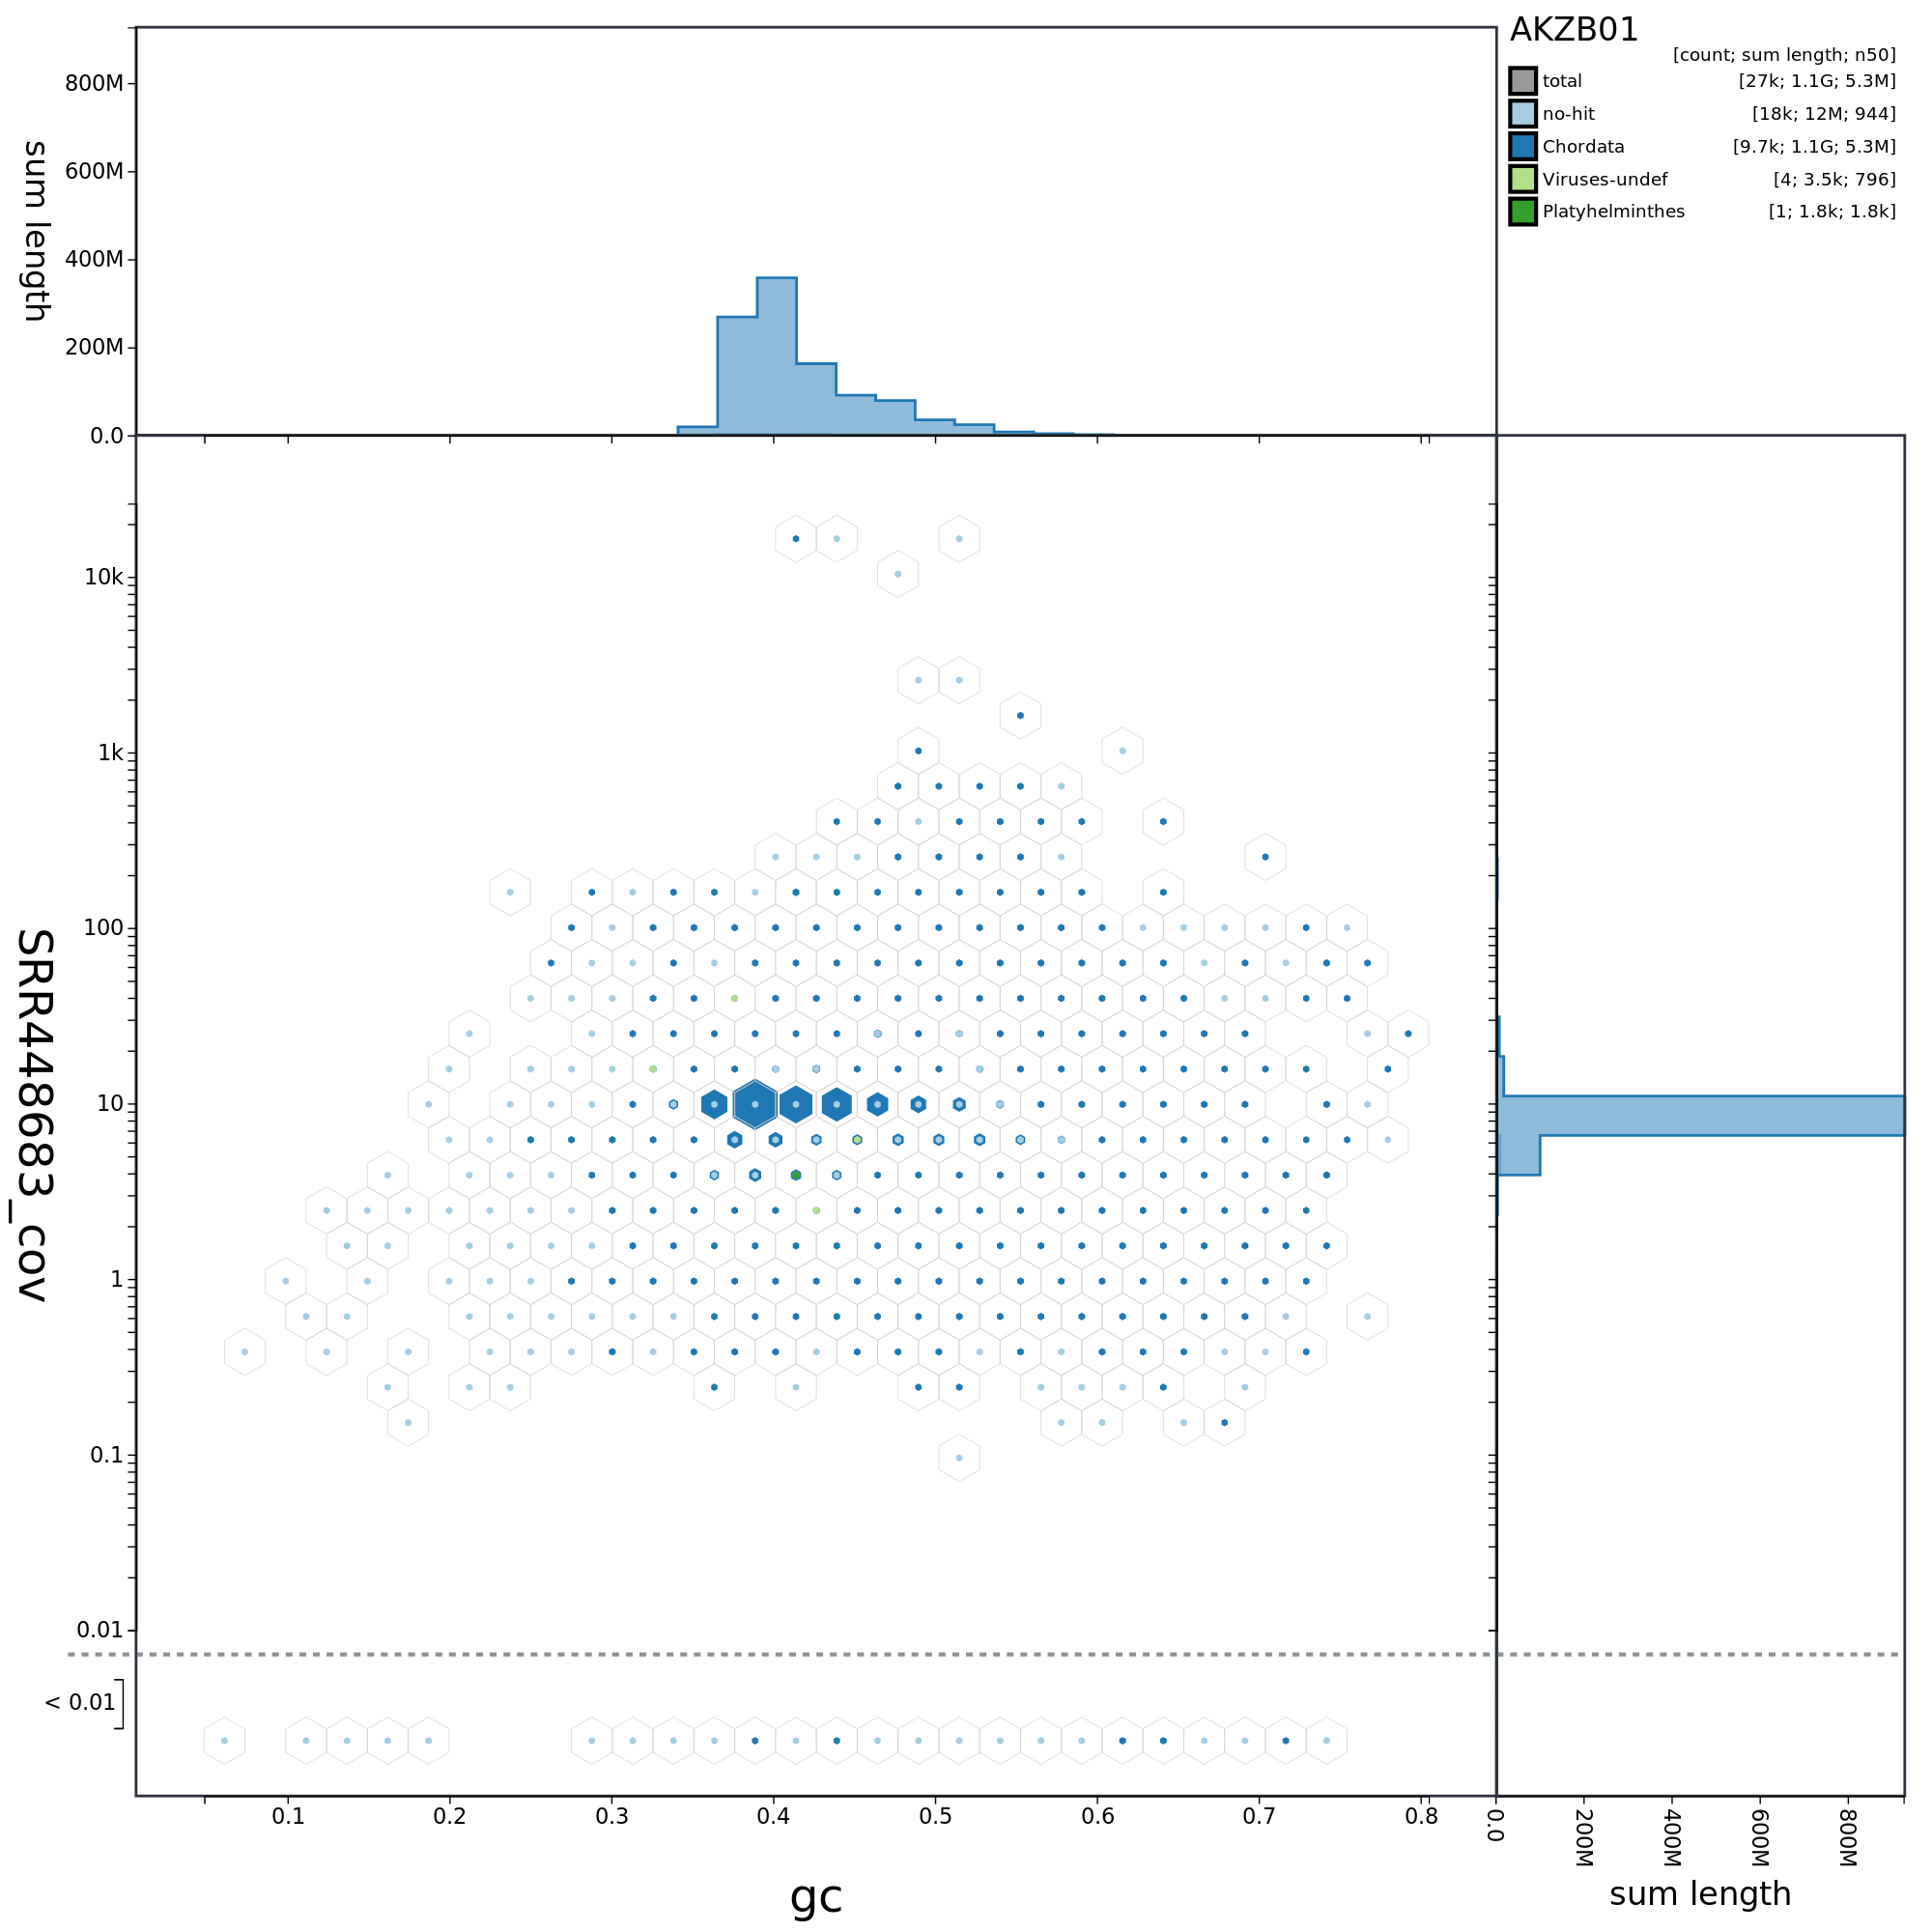 AKZB01
[count; sum length; n50]
total [27k; 1.1G; 5.3M]
no-hit [18k; 12M; 944]
Chordata [9.7k; 1.1G; 5.3M]
Viruses-undef [4; 3.5k; 796]
Platyhelminthes [1; 1.8k; 1.8k]
sum length
800M
600M
400M
200M
0.0
SRR448683_cov
10k
1k
100
10
1
0.1
0.01
< 0.01
0.1 0.2 0.3 0.4 0.5 0.6 0.7 0.8
gc
0.0 200M 400M 600M 800M
sum length